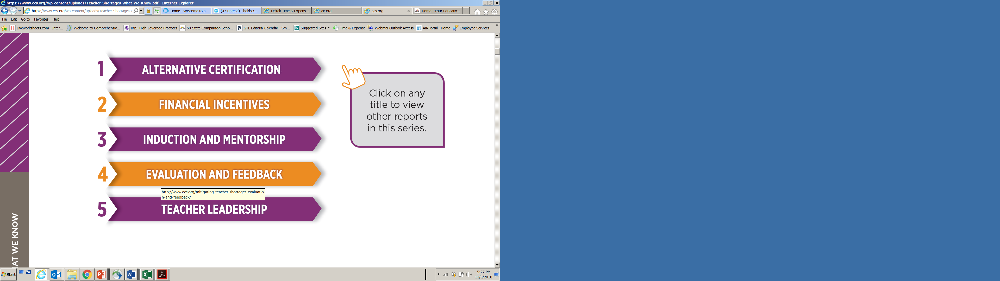 https://www.ecs.org/wp-content/uploads/Teacher-Shortages-What-We-Know.pdf - Internet Explorer
https://www.ecs.org/wp-content/uploads/Teacher-Shortages-
Home - Welcome to a...
(47 unread) - hold93...
Deltek Time & Expens...
air.org
ecs.org
Home | Your Educatio...
File Edit Go to Favorites Help
Liveworksheets.com - Inter...
Welcome to Comprehensiv...
IRIS High-Leverage Practices
50-State Comparison Scho...
GTL Editorial Calendar - Sm...
Suggested Sites
Time & Expense
Webmail Outlook Access
AIRPortal - Home
Employee Services
1 ALTERNATIVE CERTIFICATION
2 FINANCIAL INCENTIVES
3 INDUCTION AND MENTORSHIP
4 EVALUATION AND FEEDBACK
http://www.ecs.org/mitigating-teacher-shortages-evaluatio
n-and-feedback/
5 TEACHER LEADERSHIP
Click on any
title to view
other reports
in this series.
AT WE KNOW
Start
5:27 PM
11/5/2018